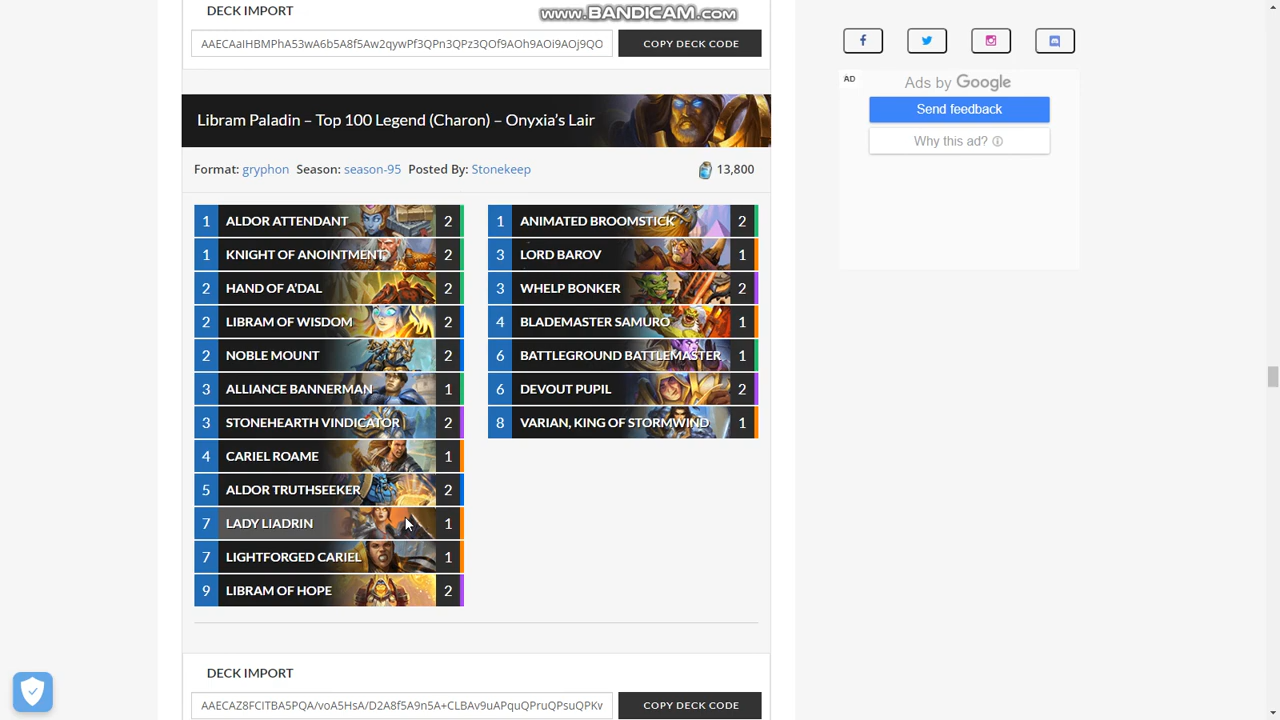 DECK IMPORT
www.BANDICAM.com
COPY DECK CODE
AD
Ads by Google
Send feedback
Why this ad?
Libram Paladin – Top 100 Legend (Charon) – Onyxia's Lair
Format: gryphon Season: season-95 Posted By: Stonekeep
13,800
1 ALDOR ATTENDANT 2
1 KNIGHT OF ANOINTMENT 2
2 HAND OF A'DAL 2
2 LIBRAM OF WISDOM 2
2 NOBLE MOUNT 2
3 ALLIANCE BANNERMAN 1
3 STONEHEARTH VINDICATOR 2
4 CARIEL ROAME 1
5 ALDOR TRUTHSEEKER 2
7 LADY LIADRIN 1
7 LIGHTFORGED CARIEL 1
9 LIBRAM OF HOPE 2
1 ANIMATED BROOMSTICK 2
3 LORD BAROV 1
3 WHELP BONKER 2
4 BLADEMASTER SAMURO 1
6 BATTLEGROUND BATTLEMASTER 1
6 DEVOUT PUPIL 2
8 VARIAN, KING OF STORMWIND 1
DECK IMPORT
COPY DECK CODE